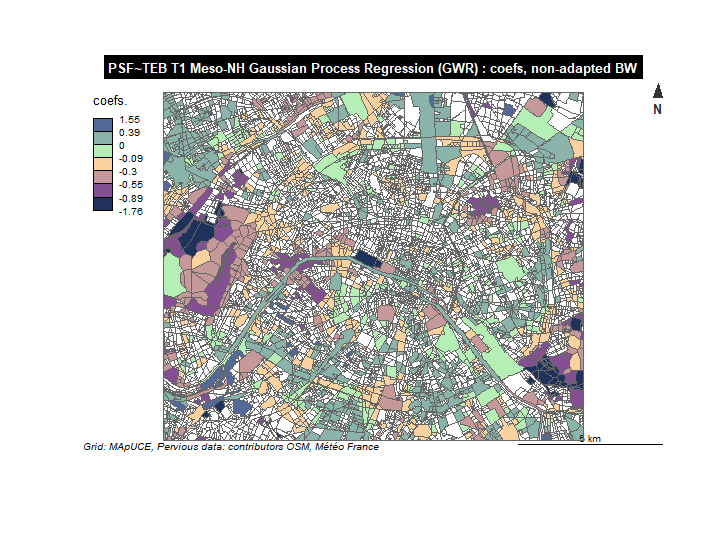 PSF~TEB T1 Meso-NH Gaussian Process Regression (GWR) : coefs, non-adapted BW
coefs.
1.55
0.39
0
-0.09
-0.3
-0.55
-0.89
-1.76
N
5 km
Grid: MApUCE, Pervious data: contributors OSM, Météo France